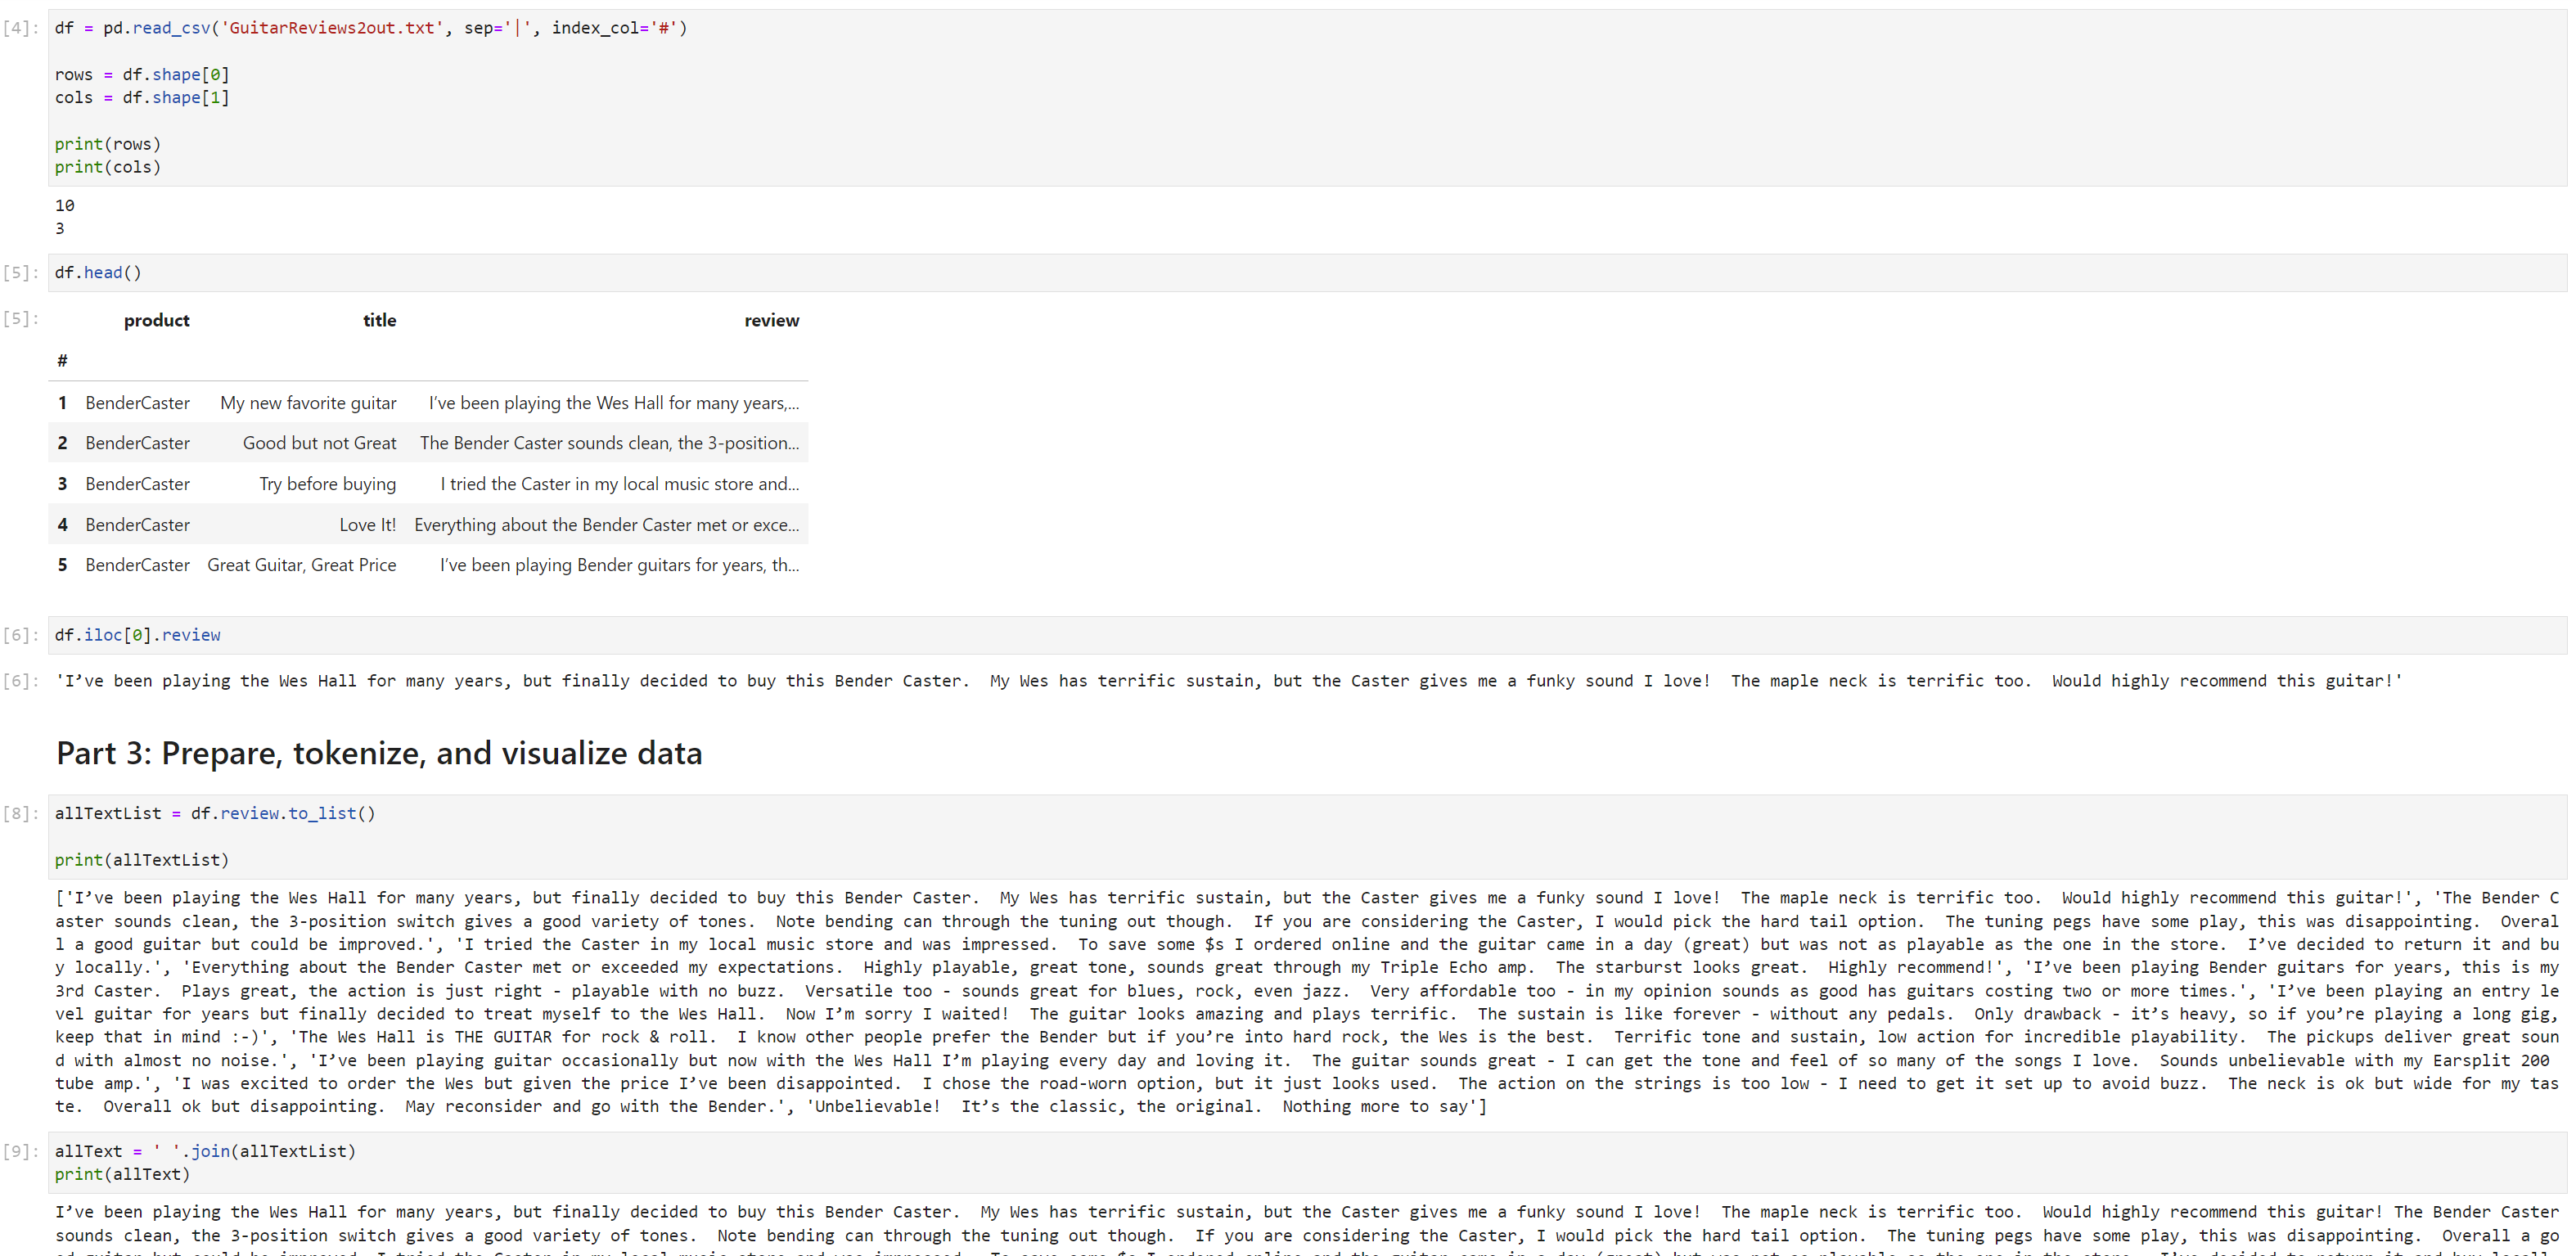 [4]: df = pd.read_csv('GuitarReviews2out.txt', sep='|', index_col='#')
rows = df.shape[0]
cols = df.shape[1]
print(rows)
print(cols)
10
3
[5]: df.head()
[5]: product title review
#
1 BenderCaster My new favorite guitar I’ve been playing the Wes Hall for many years,...
2 BenderCaster Good but not Great The Bender Caster sounds clean, the 3-position...
3 BenderCaster Try before buying I tried the Caster in my local music store and...
4 BenderCaster Love It! Everything about the Bender Caster met or exce...
5 BenderCaster Great Guitar, Great Price I’ve been playing Bender guitars for years, th...
[6]: df.iloc[0].review
[6]: 'I’ve been playing the Wes Hall for many years, but finally decided to buy this Bender Caster.  My Wes has terrific sustain, but the Caster gives me a funky sound I love!  The maple neck is terrific too.  Would highly recommend this guitar!'
Part 3: Prepare, tokenize, and visualize data
[8]: allTextList = df.review.to_list()
print(allTextList)
['I’ve been playing the Wes Hall for many years, but finally decided to buy this Bender Caster.  My Wes has terrific sustain, but the Caster gives me a funky sound I love!  The maple neck is terrific too.  Would highly recommend this guitar!', 'The Bender C
aster sounds clean, the 3-position switch gives a good variety of tones.  Note bending can through the tuning out though.  If you are considering the Caster, I would pick the hard tail option.  The tuning pegs have some play, this was disappointing.  Overal
l a good guitar but could be improved.', 'I tried the Caster in my local music store and was impressed.  To save some $s I ordered online and the guitar came in a day (great) but was not as playable as the one in the store.  I’ve decided to return it and bu
y locally.', 'Everything about the Bender Caster met or exceeded my expectations.  Highly playable, great tone, sounds great through my Triple Echo amp.  The starburst looks great.  Highly recommend!', 'I’ve been playing Bender guitars for years, this is my
3rd Caster.  Plays great, the action is just right - playable with no buzz.  Versatile too - sounds great for blues, rock, even jazz.  Very affordable too - in my opinion sounds as good has guitars costing two or more times.', 'I’ve been playing an entry le
vel guitar for years but finally decided to treat myself to the Wes Hall.  Now I’m sorry I waited!  The guitar looks amazing and plays terrific.  The sustain is like forever - without any pedals.  Only drawback - it’s heavy, so if you’re playing a long gig,
keep that in mind :-)', 'The Wes Hall is THE GUITAR for rock & roll.  I know other people prefer the Bender but if you’re into hard rock, the Wes is the best.  Terrific tone and sustain, low action for incredible playability.  The pickups deliver great soun
d with almost no noise.', 'I’ve been playing guitar occasionally but now with the Wes Hall I’m playing every day and loving it.  The guitar sounds great - I can get the tone and feel of so many of the songs I love.  Sounds unbelievable with my Earsplit 200
tube amp.', 'I was excited to order the Wes but given the price I’ve been disappointed.  I chose the road-worn option, but it just looks used.  The action on the strings is too low - I need to get it set up to avoid buzz.  The neck is ok but wide for my tas
te.  Overall ok but disappointing.  May reconsider and go with the Bender.', 'Unbelievable!  It’s the classic, the original.  Nothing more to say']
[9]: allText = ' '.join(allTextList)
print(allText)
I’ve been playing the Wes Hall for many years, but finally decided to buy this Bender Caster.  My Wes has terrific sustain, but the Caster gives me a funky sound I love!  The maple neck is terrific too.  Would highly recommend this guitar! The Bender Caster
sounds clean, the 3-position switch gives a good variety of tones.  Note bending can through the tuning out though.  If you are considering the Caster, I would pick the hard tail option.  The tuning pegs have some play, this was disappointing.  Overall a go